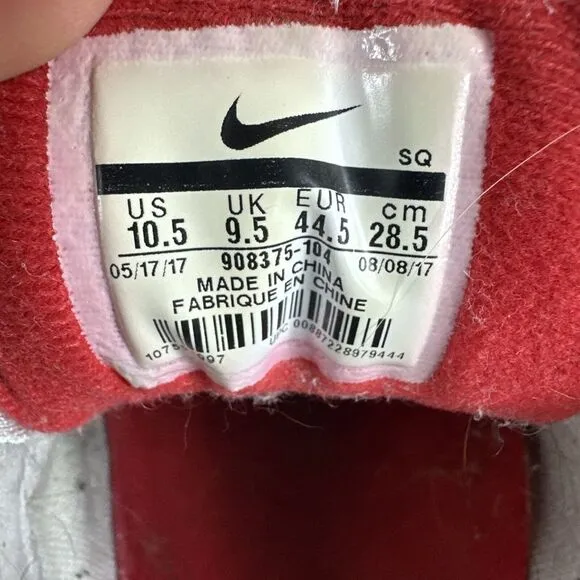 SQ
US UK EUR cm
10.5 9.5 44.5 28.5
05/17/17 908375-104 08/08/17
MADE IN CHINA
FABRIQUE EN CHINE
UPC 00887228979444